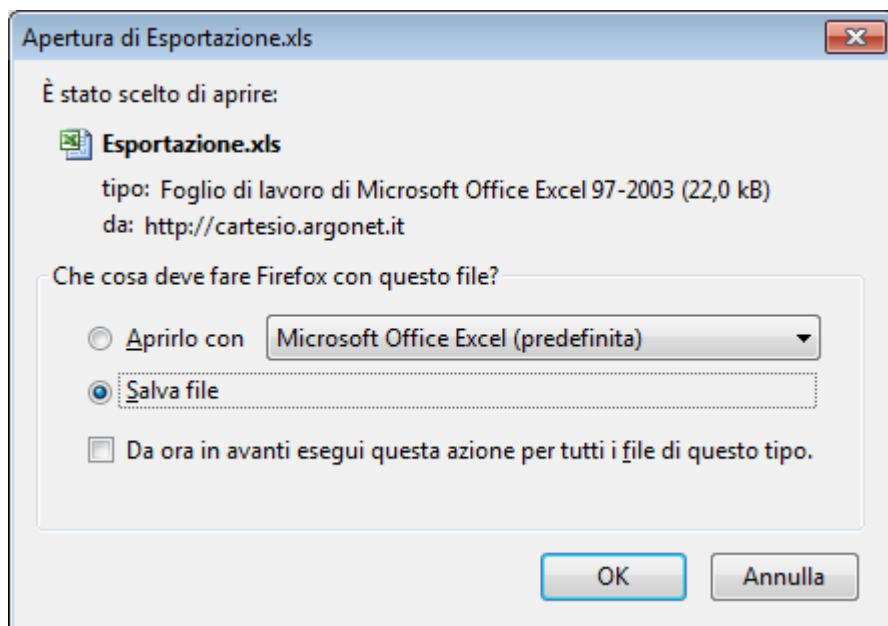 Apertura di Esportazione.xls
È stato scelto di aprire:
Esportazione.xls
tipo: Foglio di lavoro di Microsoft Office Excel 97-2003 (22,0 kB)
da: http://cartesio.argonet.it
Che cosa deve fare Firefox con questo file?
Aprirlo con Microsoft Office Excel (predefinita)
Salva file
Da ora in avanti esegui questa azione per tutti i file di questo tipo.
OK Annulla